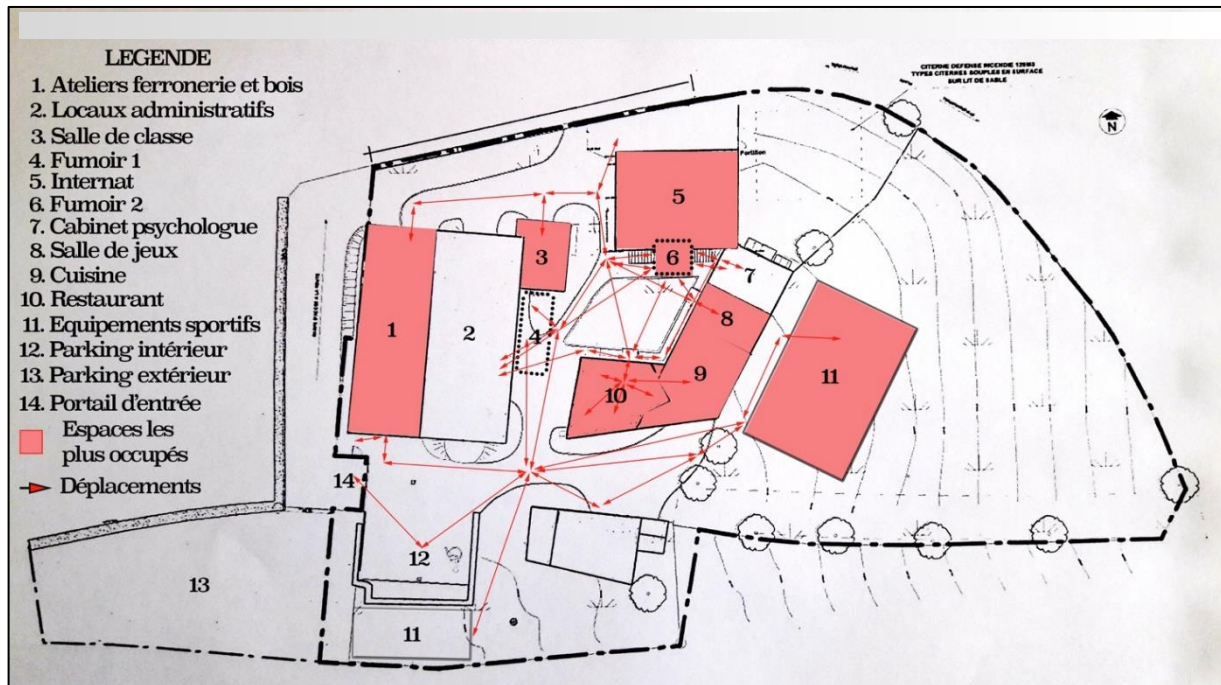 LEGENDE
1. Ateliers ferronerie et bois
2. Locaux administratifs
3. Salle de classe
4. Fumoir 1
5. Internat
6. Fumoir 2
7. Cabinet psychologue
8. Salle de jeux
9. Cuisine
10. Restaurant
11. Equipements sportifs
12. Parking intérieur
13. Parking extérieur
14. Portail d'entrée
Espaces les
plus occupés
Déplacements
CITERNE DEFENSE INCENDIE 120M3
TYPES CITERNES SOUPLES EN SURFACE
SUR LIT DE SABLE
N
Portillon
5
6
7
3
4
8
1
2
9
10
11
14
12
13
11